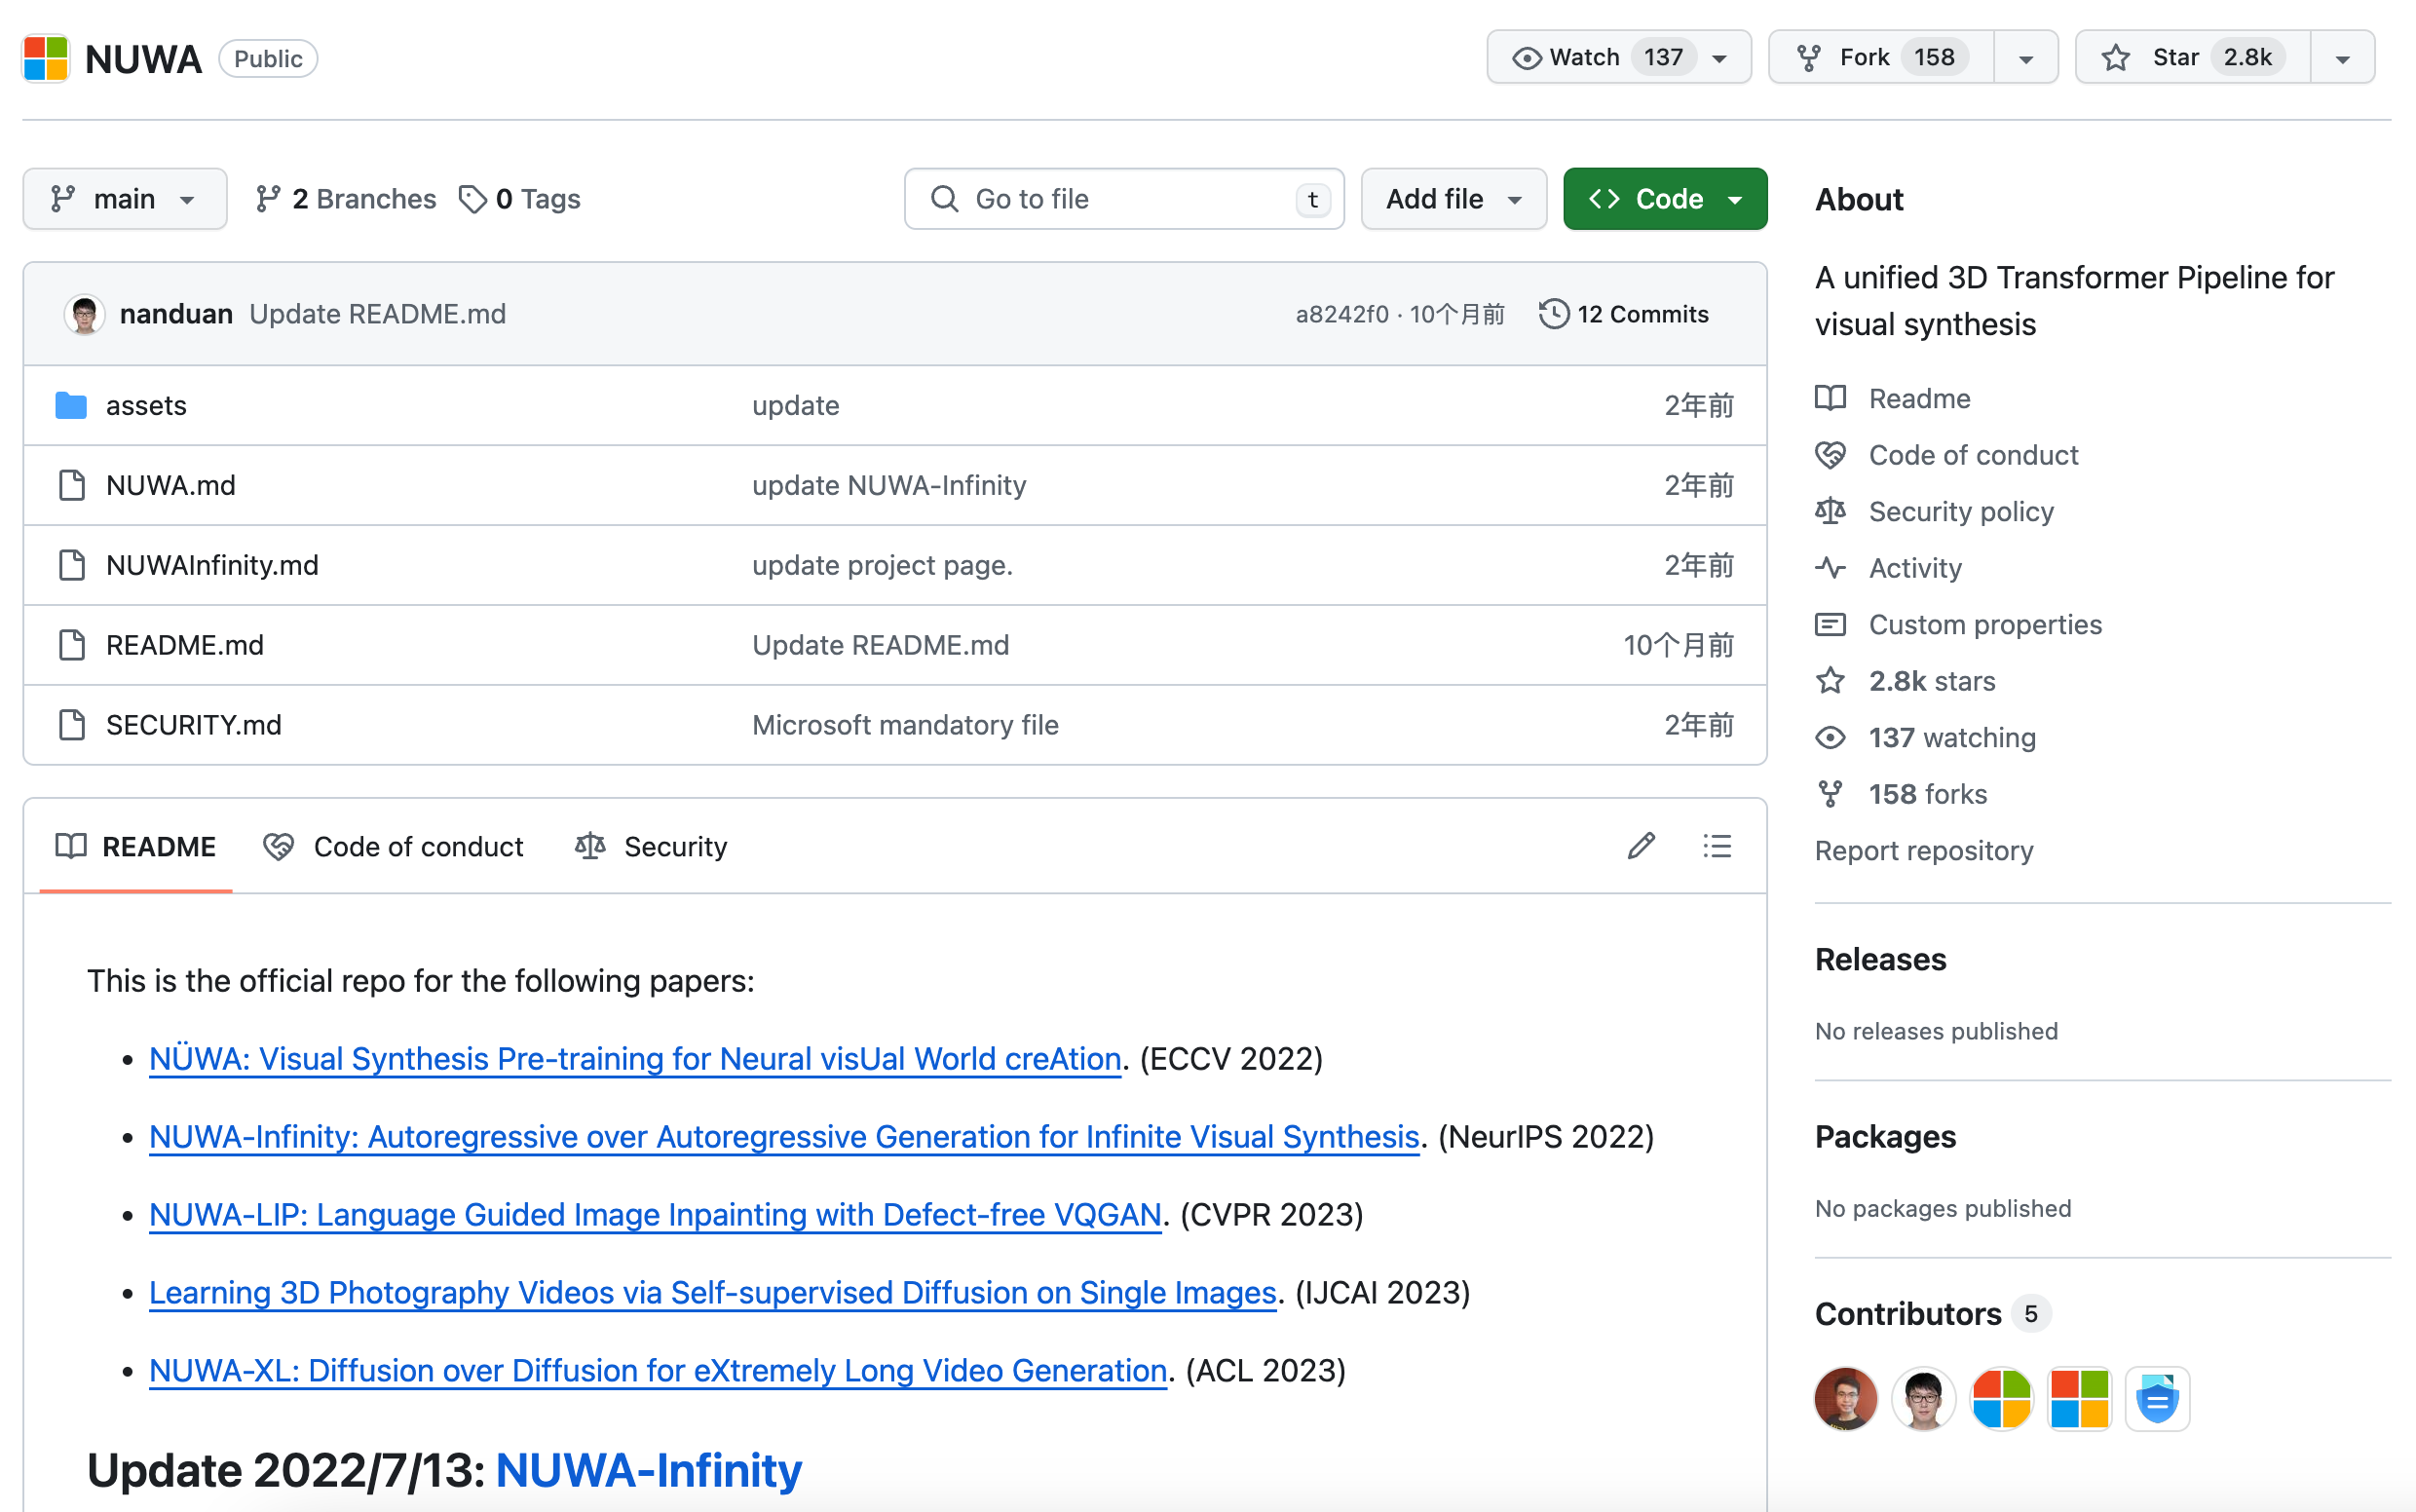 NUWA Public Watch 137 Fork 158 Star 2.8k
main 2 Branches 0 Tags Go to file t Add file Code
nanduan Update README.md a8242f0 · 10个月前 12 Commits
assets update 2年前
NUWA.md update NUWA-Infinity 2年前
NUWAInfinity.md update project page. 2年前
README.md Update README.md 10个月前
SECURITY.md Microsoft mandatory file 2年前
README Code of conduct Security
This is the official repo for the following papers:
• NÜWA: Visual Synthesis Pre-training for Neural visUal World creAtion. (ECCV 2022)
• NUWA-Infinity: Autoregressive over Autoregressive Generation for Infinite Visual Synthesis. (NeurIPS 2022)
• NUWA-LIP: Language Guided Image Inpainting with Defect-free VQGAN. (CVPR 2023)
• Learning 3D Photography Videos via Self-supervised Diffusion on Single Images. (IJCAI 2023)
• NUWA-XL: Diffusion over Diffusion for eXtremely Long Video Generation. (ACL 2023)
Update 2022/7/13: NUWA-Infinity
About
A unified 3D Transformer Pipeline for
visual synthesis
Readme
Code of conduct
Security policy
Activity
Custom properties
2.8k stars
137 watching
158 forks
Report repository
Releases
No releases published
Packages
No packages published
Contributors 5